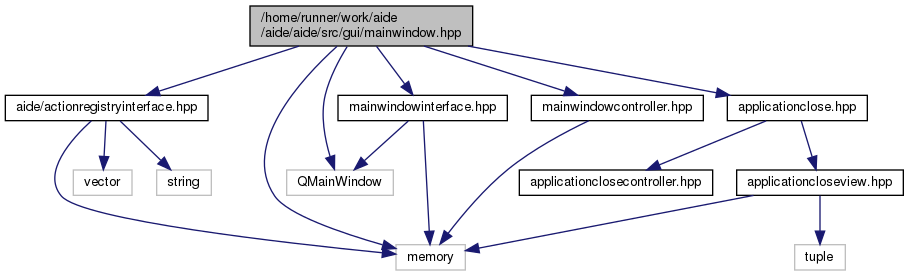 /home/runner/work/aide
/aide/aide/src/gui/mainwindow.hpp
aide/actionregistryinterface.hpp
mainwindowinterface.hpp
mainwindowcontroller.hpp
applicationclose.hpp
vector
string
QMainWindow
applicationclosecontroller.hpp
applicationcloseview.hpp
memory
tuple